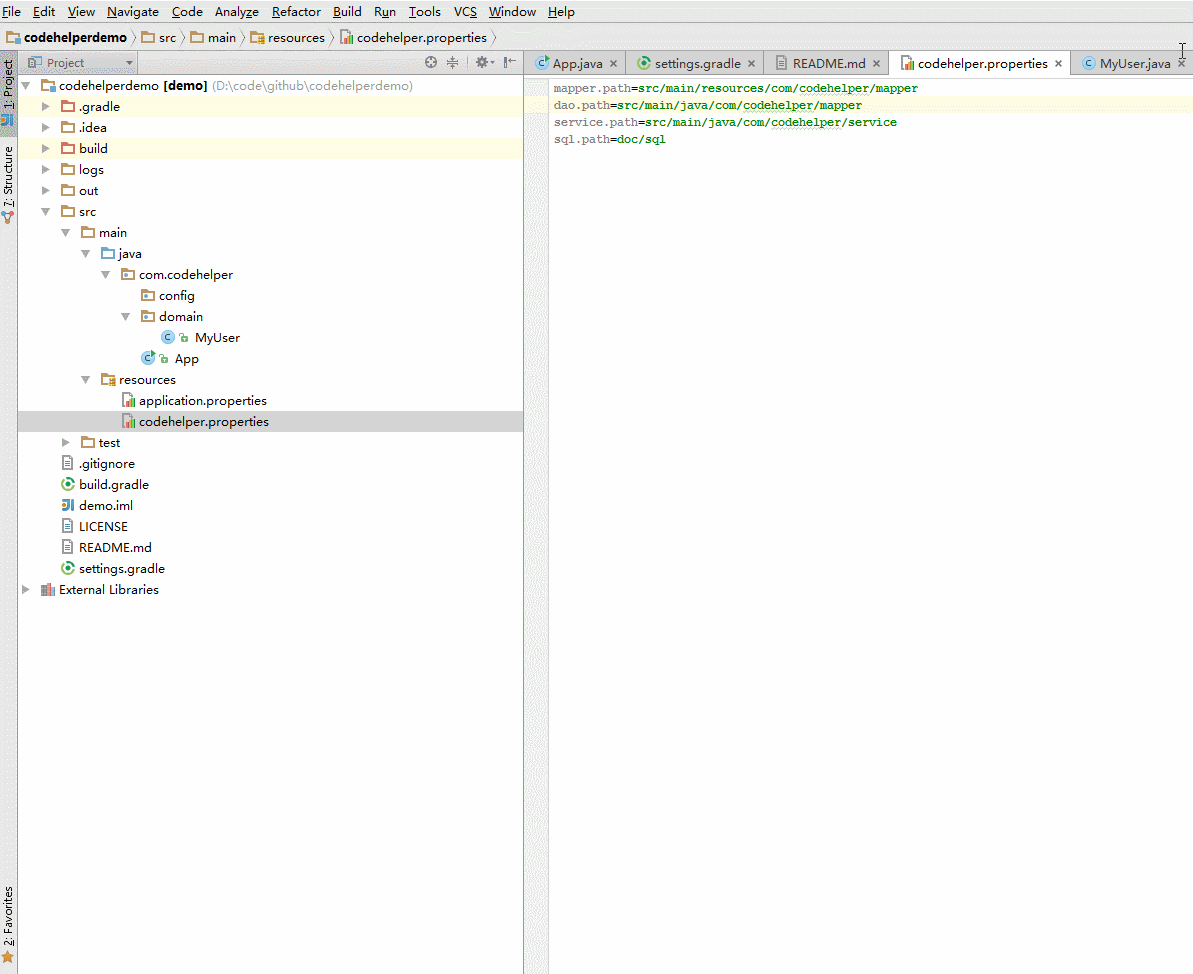 File Edit View Navigate Code Analyze Refactor Build Run Tools VCS Window Help
codehelperdemo src main resources codehelper.properties
1: Project
7: Structure
2: Favorites
Project
codehelperdemo [demo] (D:\code\github\codehelperdemo)
.gradle
.idea
build
logs
out
src
main
java
com.codehelper
config
domain
MyUser
App
resources
application.properties
codehelper.properties
test
.gitignore
build.gradle
demo.iml
LICENSE
README.md
settings.gradle
External Libraries
App.java settings.gradle README.md codehelper.properties MyUser.java
mapper.path=src/main/resources/com/codehelper/mapper
dao.path=src/main/java/com/codehelper/mapper
service.path=src/main/java/com/codehelper/service
sql.path=doc/sql